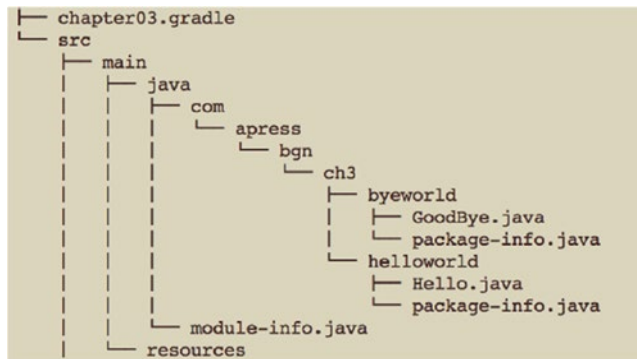 ├── chapter03.gradle
└── src
    ├── main
    │   ├── java
    │   │   ├── com
    │   │   │   └── apress
    │   │   │       └── bgn
    │   │   │           └── ch3
    │   │   │               ├── byeworld
    │   │   │               │   ├── GoodBye.java
    │   │   │               │   └── package-info.java
    │   │   │               └── helloworld
    │   │   │                   ├── Hello.java
    │   │   │                   └── package-info.java
    │   │   └── module-info.java
    │   └── resources